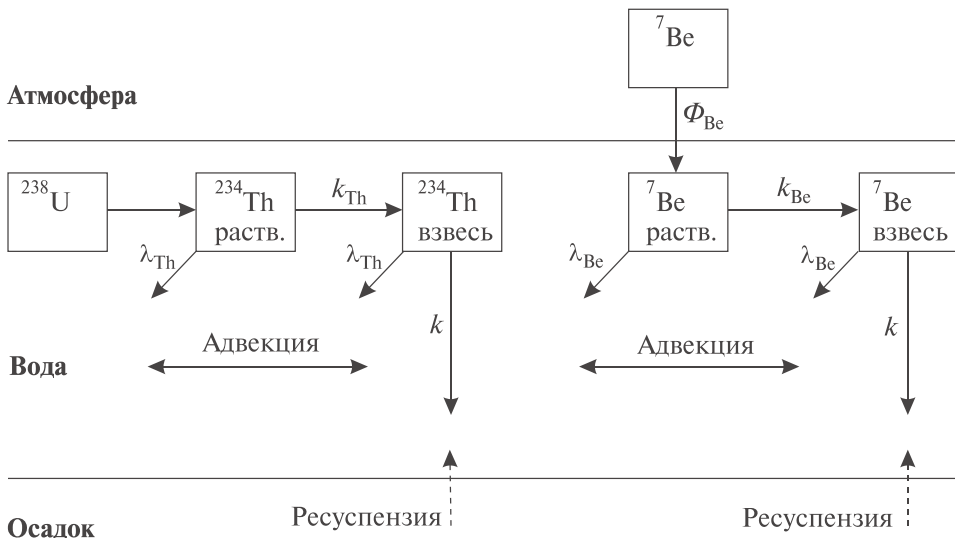 ⁷Be
Атмосфера
Φ_Be
²³⁸U
²³⁴Th
раств.
k_Th
²³⁴Th
взвесь
⁷Be
раств.
k_Be
⁷Be
взвесь
λ_Th
λ_Th
λ_Be
λ_Be
k
k
Адвекция
Адвекция
Вода
Ресуспензия
Ресуспензия
Осадок